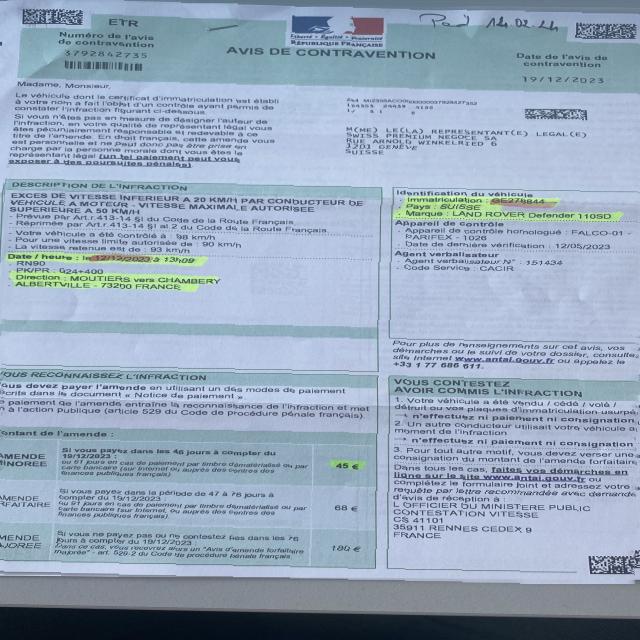 ETR
Numéro de l'avis
de contravention
3792842735
Liberté • Égalité • Fraternité
RÉPUBLIQUE FRANÇAISE
AVIS DE CONTRAVENTION
Date de l'avis de
contravention
19/12/2023
Madame, Monsieur,
Le véhicule dont le certificat d'immatriculation est établi
à votre nom a fait l'objet d'un contrôle ayant permis de
constater l'infraction figurant ci-dessous.
Si vous n'êtes pas en mesure de désigner l'auteur de
l'infraction, en votre qualité de représentant légal vous
êtes pécuniairement responsable et redevable à ce
titre de l'amende. En droit français, cette amende vous
est personnelle et ne peut donc pas être prise en
charge par la personne morale dont vous êtes le
représentant légal (un tel paiement peut vous
exposer à des poursuites pénales)
M(ME) LE(LA) REPRESENTANT(E) LEGAL(E)
SWISS PREMIUM NEGOCE SA
RUE ARNOLD WINKELRIED 6
1201 GENEVE
SUISSE
DESCRIPTION DE L'INFRACTION
EXCES DE VITESSE INFERIEUR A 20 KM/H PAR CONDUCTEUR DE
VEHICULE A MOTEUR - VITESSE MAXIMALE AUTORISEE
SUPERIEURE A 50 KM/H
- Prévue par Art.r.413-14 §I du Code de la Route Français.
- Réprimée par Art.r.413-14 §I al.2 du Code de la Route Français.
- Votre véhicule a été contrôlé à : 98 km/h
- Pour une vitesse limite autorisée de : 90 km/h
- La vitesse retenue est de : 93 km/h
Date / heure : le 12/12/2023 à 13h09
- RN90
- PK/PR : 024+400
Direction : MOUTIERS vers CHAMBERY
ALBERTVILLE - 73200 FRANCE
Identification du véhicule
- Immatriculation :
- Pays : SUISSE
- Marque : LAND ROVER Defender 110SD
Appareil de contrôle
- Appareil de contrôle homologué : FALCO-01 -
PARIFEX - 1026
- Date de dernière vérification : 12/05/2023
Agent verbalisateur
- Agent verbalisateur N° : 151434
- Code Service : CACIR
Pour plus de renseignements sur cet avis, vos
démarches ou le suivi de votre dossier, consultez
site Internet www.antai.gouv.fr ou appelez
+33 1 77 686 611.
VOUS RECONNAISSEZ L'INFRACTION
ous devez payer l'amende en utilisant un des modes de paiement
crits dans le document « Notice de paiement »
paiement de l'amende entraîne la reconnaissance de l'infraction et met
n à l'action publique (article 529 du Code de procédure pénale français).
ontant de l'amende :
AMENDE
MINOREE
Si vous payez dans les 46 jours à compter du
19/12/2023 :
ou 61 jours en cas de paiement par timbre dématérialisé ou par
carte bancaire (sur Internet ou auprès des centres des
finances publiques français)
45 €
AMENDE
RFAITAIRE
Si vous payez dans la période de 47 à 76 jours à
compter du 19/12/2023 :
ou 91 jours en cas de paiement par timbre dématérialisé ou par
carte bancaire (sur Internet, ou auprès des centres des
finances publiques français)
68 €
AMENDE
AJOREE
Si vous ne payez pas ou ne contestez pas dans les 76
jours à compter du 19/12/2023 :
Dans ce cas, vous recevrez alors un "Avis d'amende forfaitaire
majorée" - art. 529-2 du Code de procédure pénale français.
180 €
VOUS CONTESTEZ
AVOIR COMMIS L'INFRACTION
1. Votre véhicule a été vendu / cédé / volé /
détruit ou vos plaques d'immatriculation usurpé
→ n'effectuez ni paiement ni consignation
2. Un autre conducteur utilisait votre véhicule
moment de l'infraction
→ n'effectuez ni paiement ni consignation
3. Pour tout autre motif, vous devez verser une
consignation du montant de l'amende forfaitaire
Dans tous les cas, faites vos démarches en
ligne sur le site www.antai.gouv.fr ou
complétez le formulaire joint et adressez votre
requête par lettre recommandée avec demande
d'avis de réception à :
L OFFICIER DU MINISTERE PUBLIC
CONTESTATION VITESSE
CS 41101
35911 RENNES CEDEX 9
FRANCE